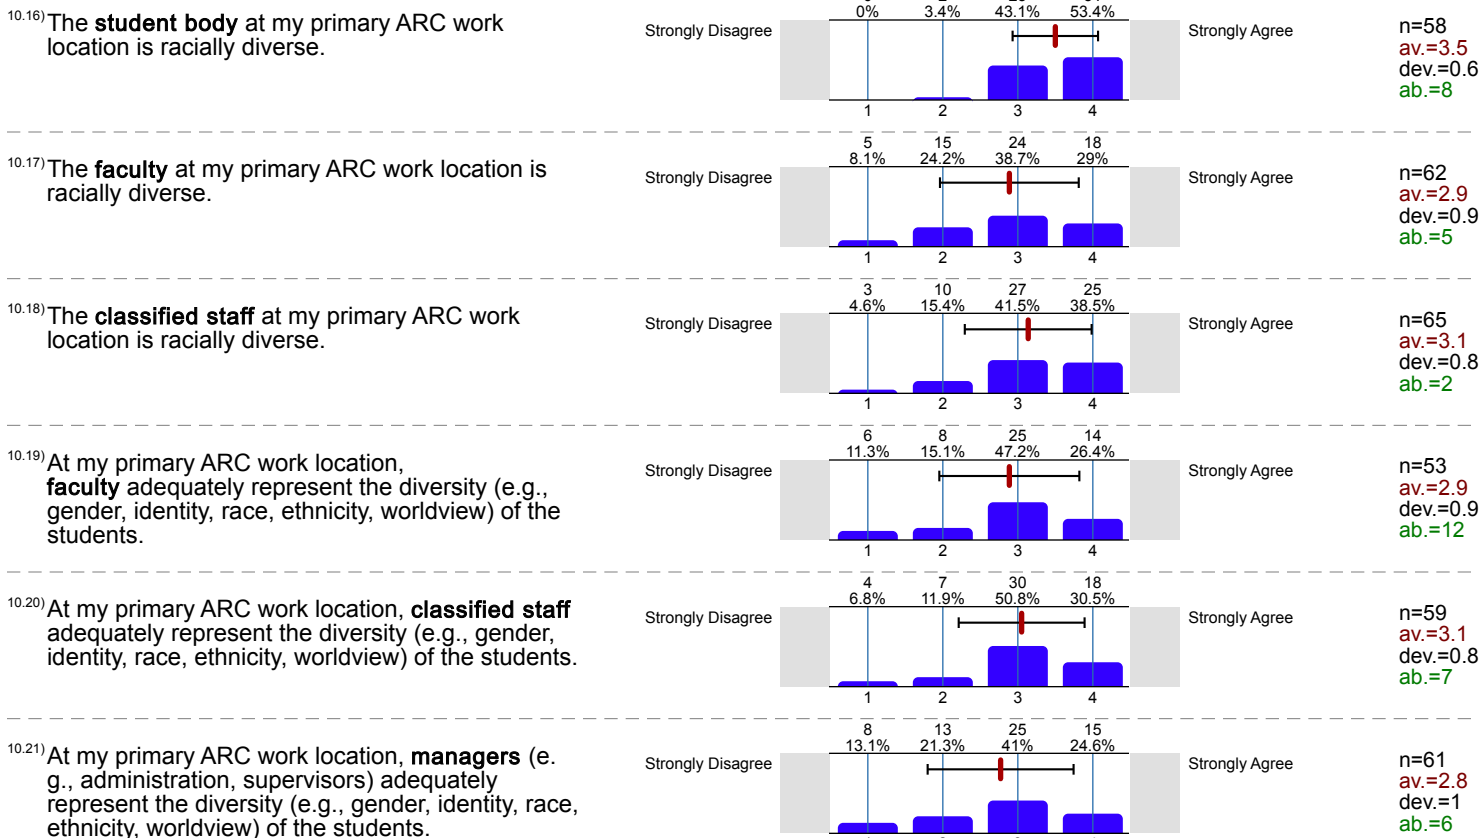 0 2 25 31
0% 3.4% 43.1% 53.4%
10.16) The student body at my primary ARC work
location is racially diverse.
Strongly Disagree
Strongly Agree
n=58
av.=3.5
dev.=0.6
ab.=8
1 2 3 4
5 15 24 18
8.1% 24.2% 38.7% 29%
10.17) The faculty at my primary ARC work location is
racially diverse.
Strongly Disagree
Strongly Agree
n=62
av.=2.9
dev.=0.9
ab.=5
1 2 3 4
3 10 27 25
4.6% 15.4% 41.5% 38.5%
10.18) The classified staff at my primary ARC work
location is racially diverse.
Strongly Disagree
Strongly Agree
n=65
av.=3.1
dev.=0.8
ab.=2
1 2 3 4
6 8 25 14
11.3% 15.1% 47.2% 26.4%
10.19) At my primary ARC work location,
faculty adequately represent the diversity (e.g.,
gender, identity, race, ethnicity, worldview) of the
students.
Strongly Disagree
Strongly Agree
n=53
av.=2.9
dev.=0.9
ab.=12
1 2 3 4
4 7 30 18
6.8% 11.9% 50.8% 30.5%
10.20) At my primary ARC work location, classified staff
adequately represent the diversity (e.g., gender,
identity, race, ethnicity, worldview) of the students.
Strongly Disagree
Strongly Agree
n=59
av.=3.1
dev.=0.8
ab.=7
1 2 3 4
8 13 25 15
13.1% 21.3% 41% 24.6%
10.21) At my primary ARC work location, managers (e.
g., administration, supervisors) adequately
represent the diversity (e.g., gender, identity, race,
ethnicity, worldview) of the students.
Strongly Disagree
Strongly Agree
n=61
av.=2.8
dev.=1
ab.=6